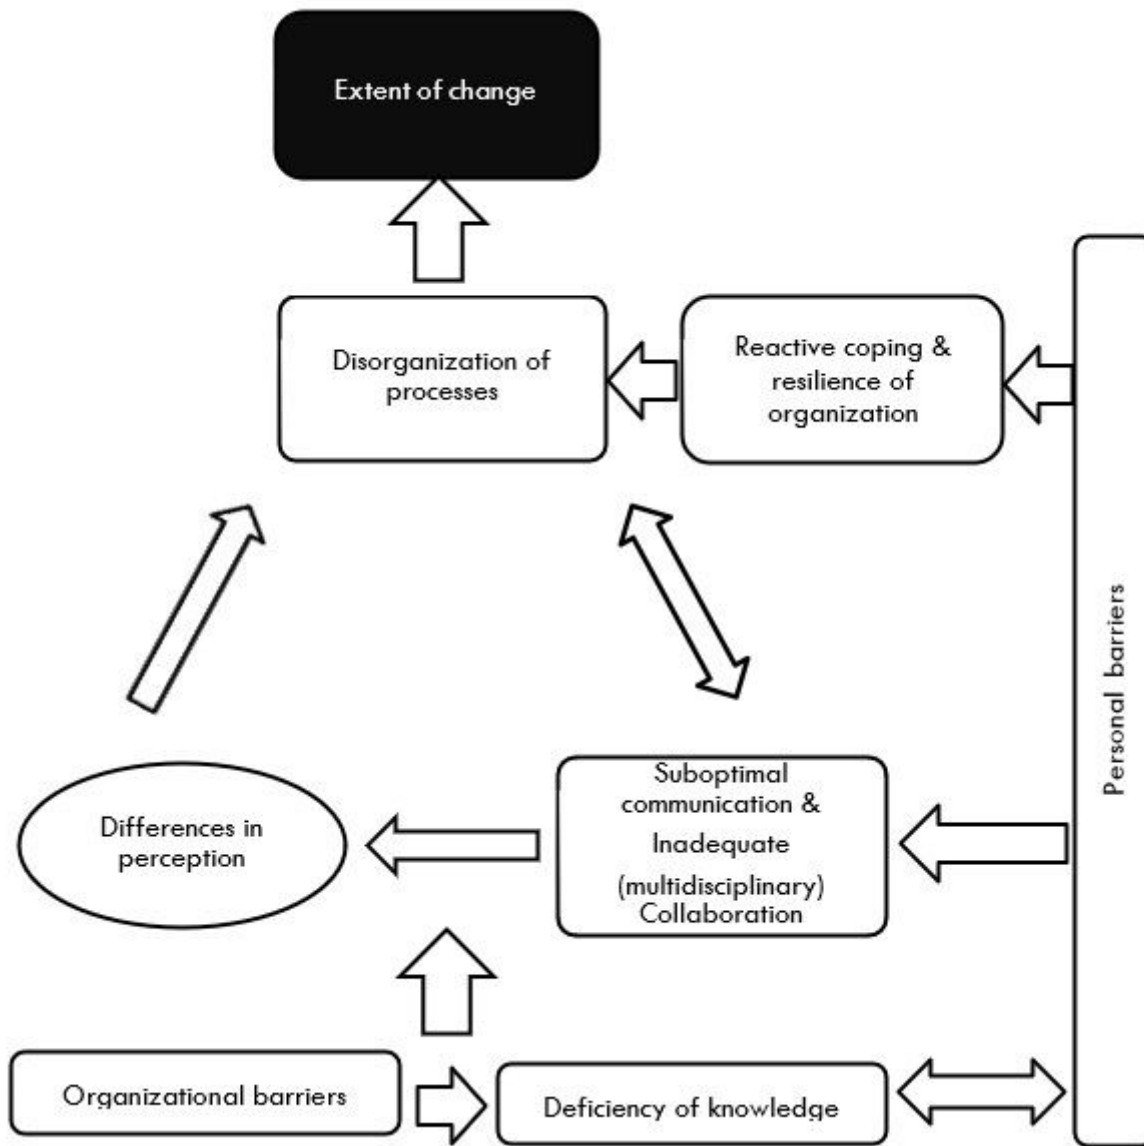 Extent of change
Disorganization of
processes
Reactive coping &
resilience of
organization
Personal barriers
Differences in
perception
Suboptimal
communication &
Inadequate
(multidisciplinary)
Collaboration
Organizational barriers
Deficiency of knowledge